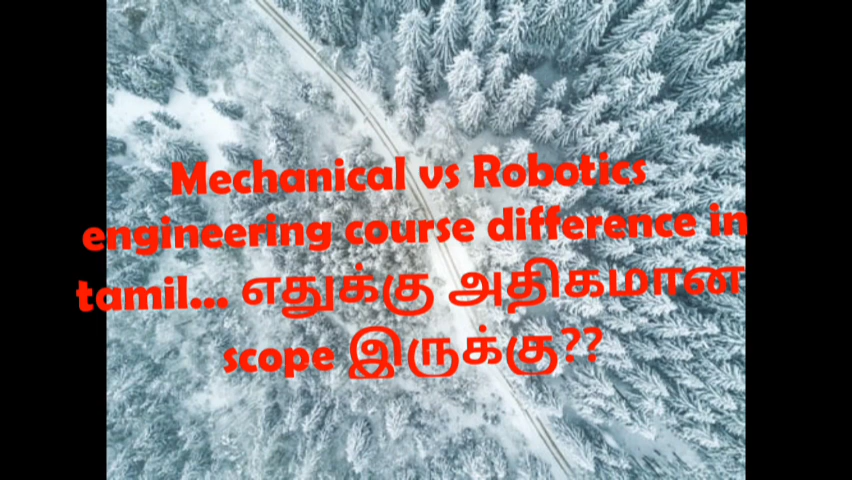 Mechanical vs Robotics
engineering course difference in
tamil... எதுக்கு அதிகமான
scope இருக்கு??